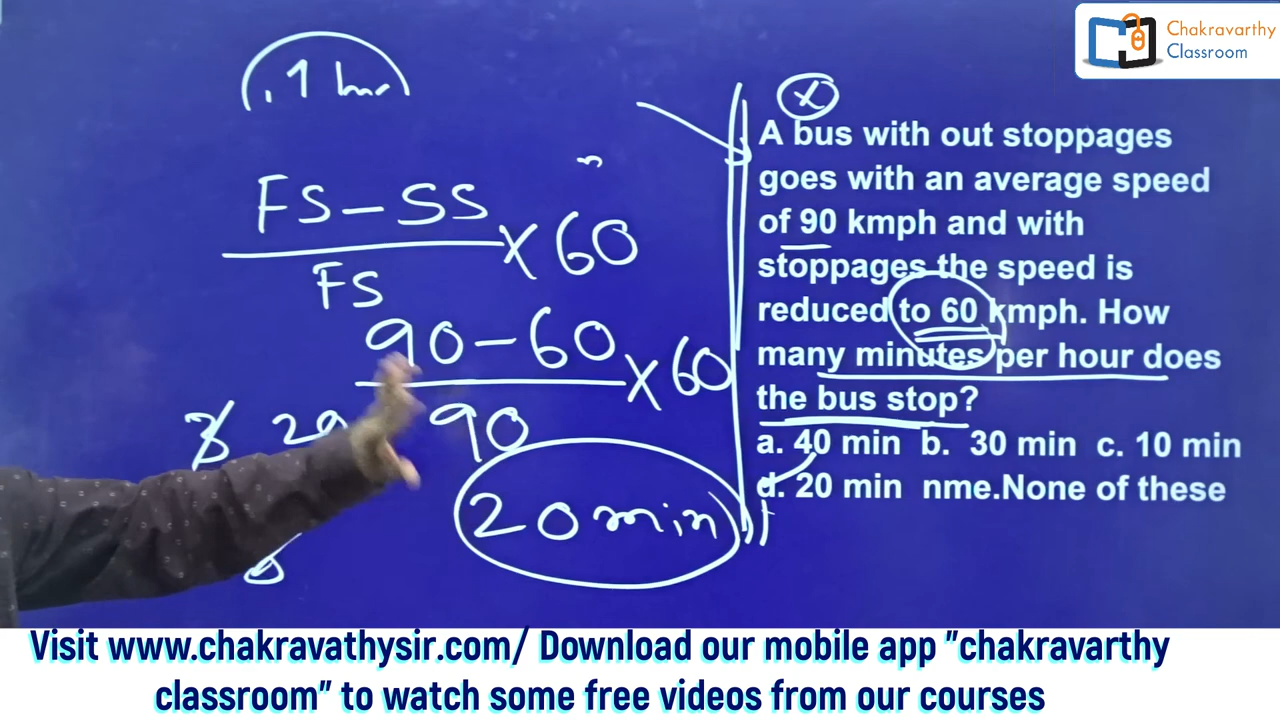 Chakravarthy
Classroom
.1 hr
FS - SS
× 60
FS
90 - 60
× 60
90
20 min
x
A bus with out stoppages
goes with an average speed
of 90 kmph and with
stoppages the speed is
reduced to 60 kmph. How
many minutes per hour does
the bus stop?
a. 40 min b. 30 min c. 10 min
d. 20 min nme.None of these
Visit www.chakravathysir.com/ Download our mobile app "chakravarthy
classroom" to watch some free videos from our courses